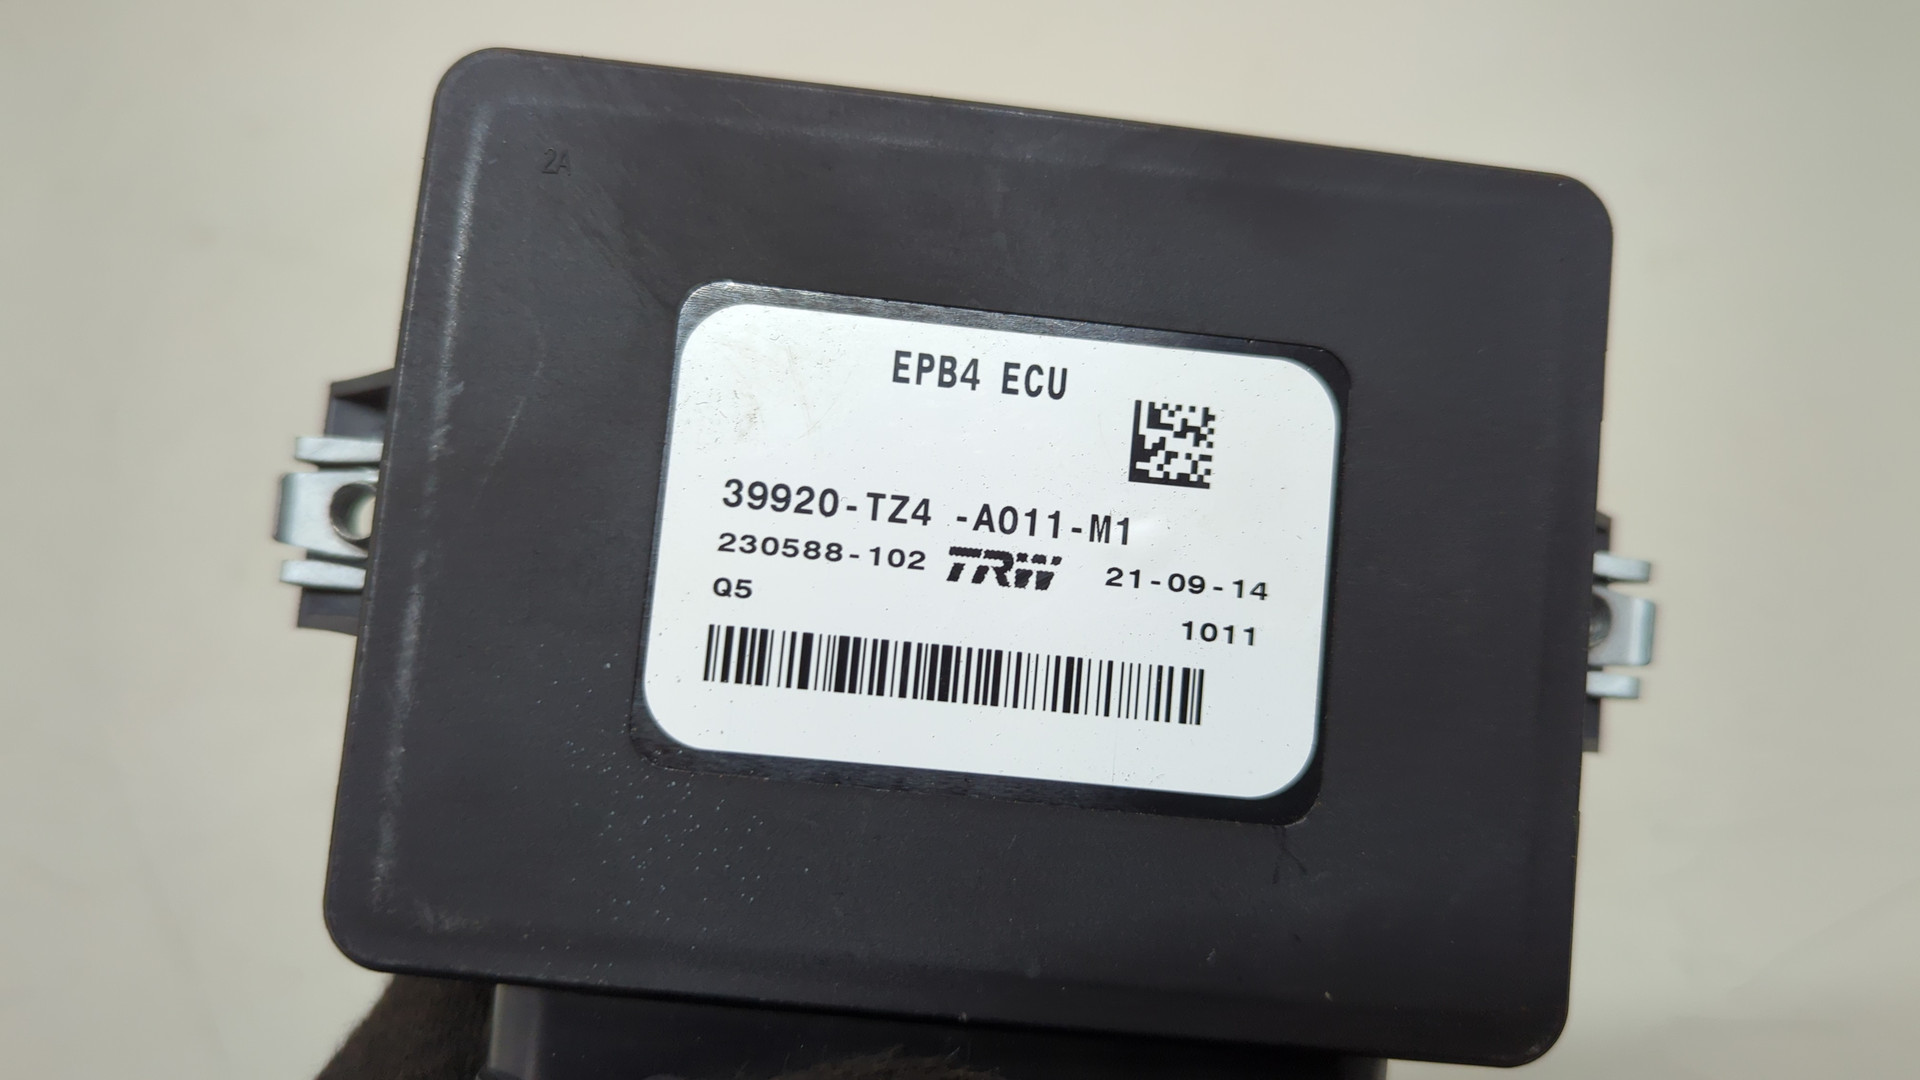 2A
EPB4 ECU
39920-TZ4 -A011-M1
230588-102 TRW 21-09-14
Q5
1011